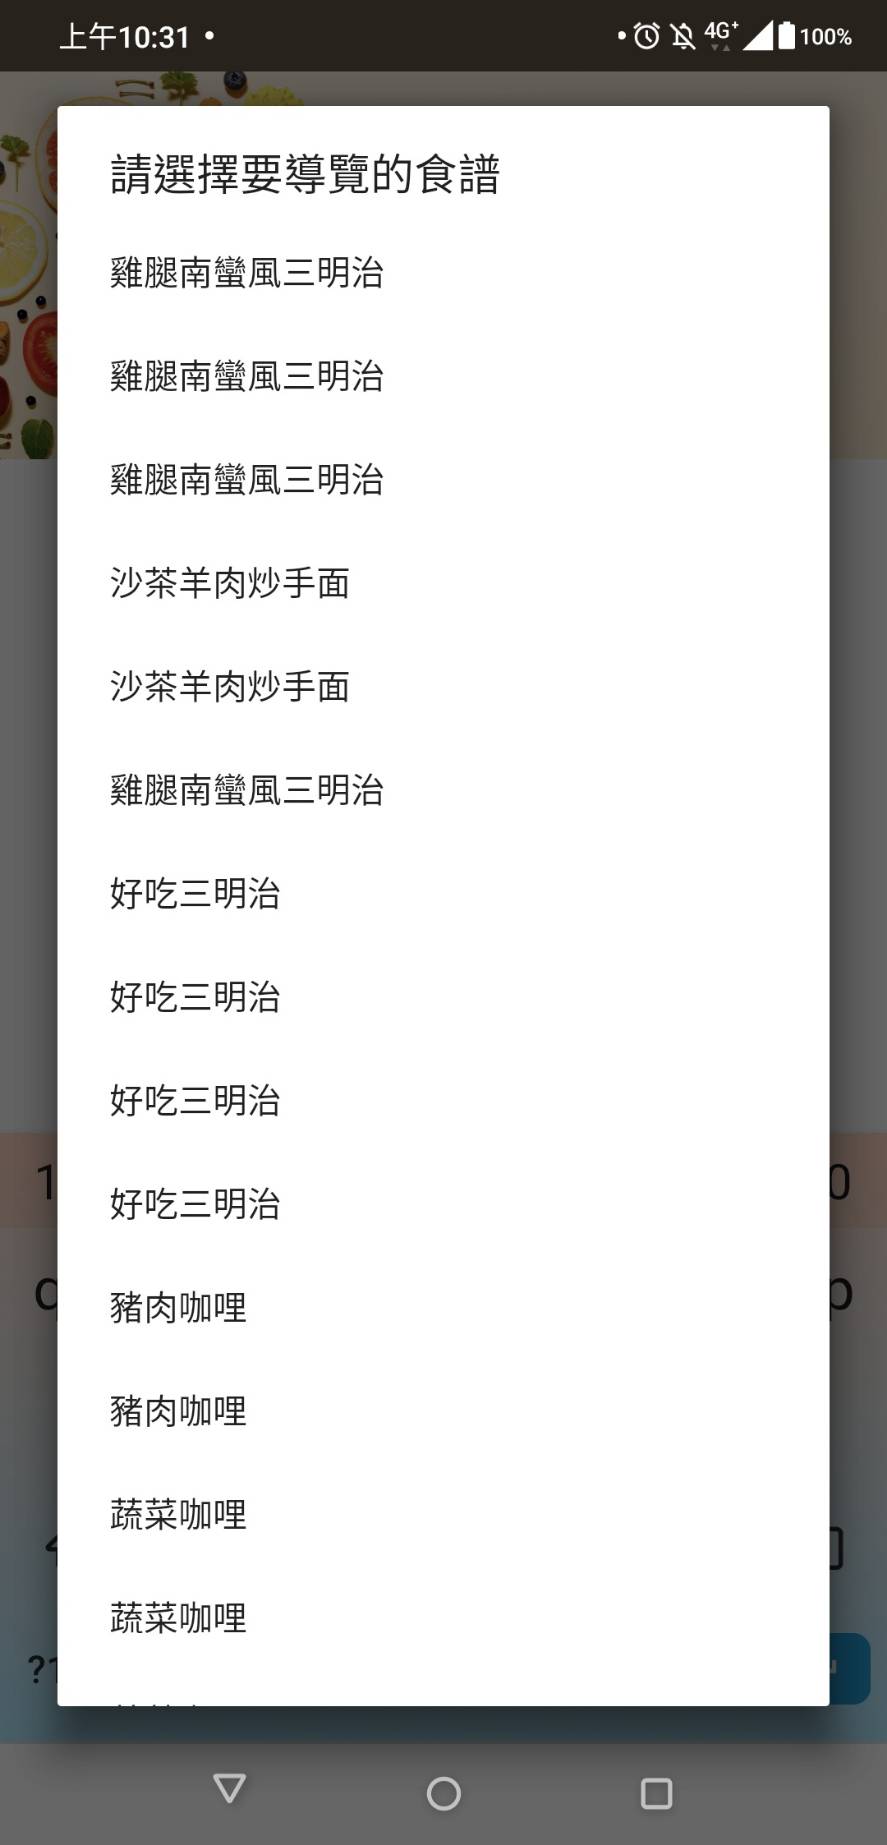 上午10:31
4G+
100%
請選擇要導覽的食譜
雞腿南蠻風三明治
雞腿南蠻風三明治
雞腿南蠻風三明治
沙茶羊肉炒手面
沙茶羊肉炒手面
雞腿南蠻風三明治
好吃三明治
好吃三明治
好吃三明治
好吃三明治
豬肉咖哩
豬肉咖哩
蔬菜咖哩
蔬菜咖哩
1
0
q
p
?1